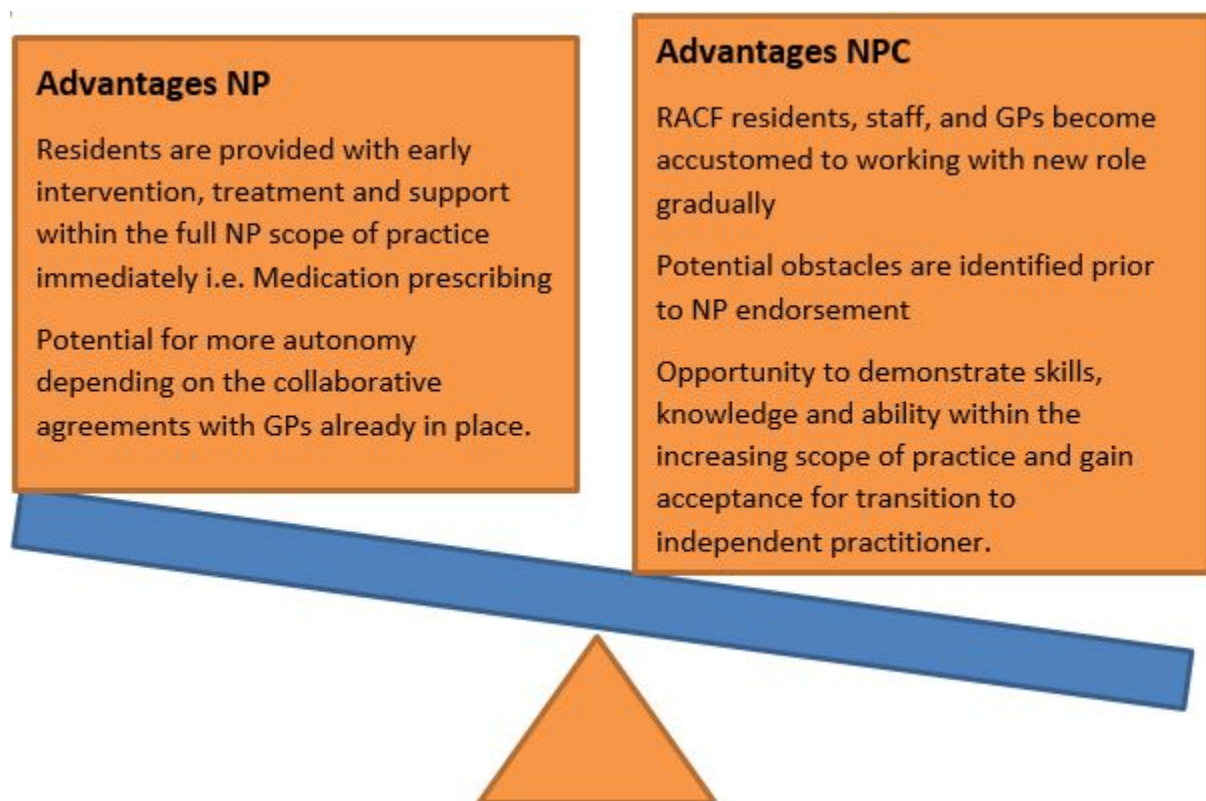 Advantages NP
Residents are provided with early
intervention, treatment and support
within the full NP scope of practice
immediately i.e. Medication prescribing
Potential for more autonomy
depending on the collaborative
agreements with GPs already in place.
Advantages NPC
RACF residents, staff, and GPs become
accustomed to working with new role
gradually
Potential obstacles are identified prior
to NP endorsement
Opportunity to demonstrate skills,
knowledge and ability within the
increasing scope of practice and gain
acceptance for transition to
independent practitioner.